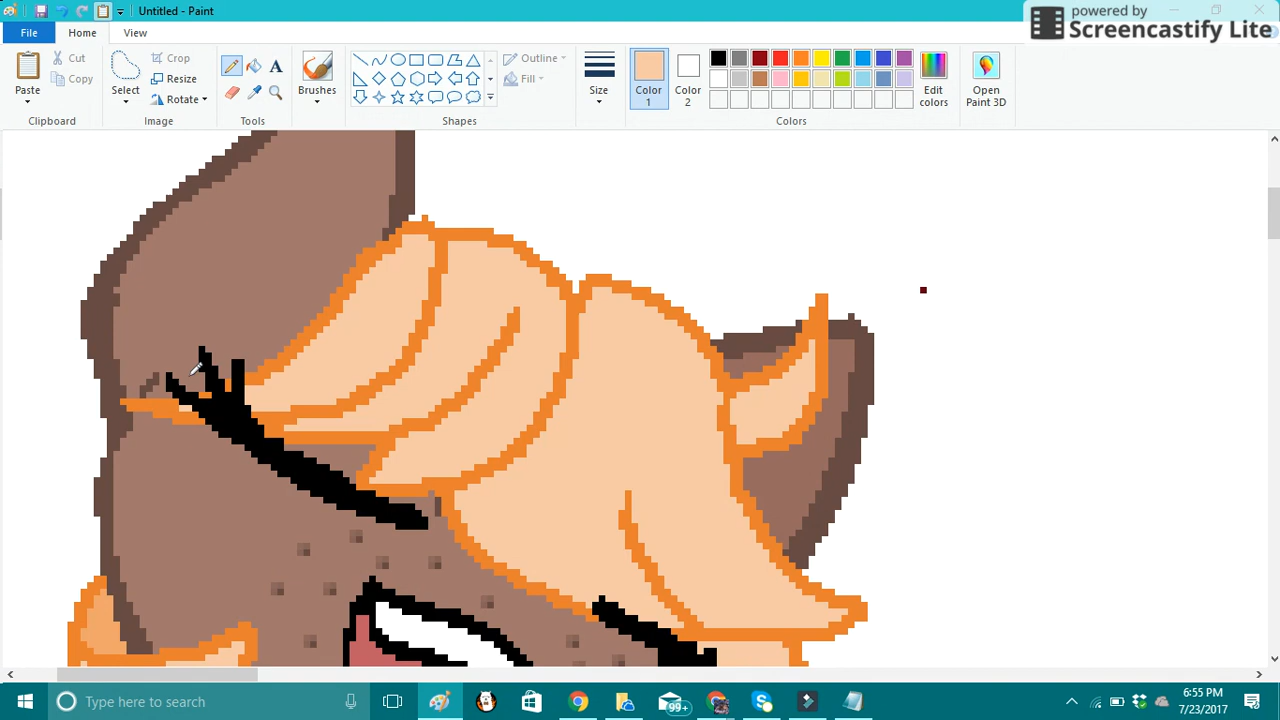 Untitled - Paint
powered by
Screencastify Lite
File
Home
View
Paste
Cut
Copy
Clipboard
Select
Crop
Resize
Rotate
Image
Tools
Brushes
Outline
Fill
Shapes
Size
Color
1
Color
2
Edit
colors
Open
Paint 3D
Colors
Type here to search
99+
6:55 PM
7/23/2017